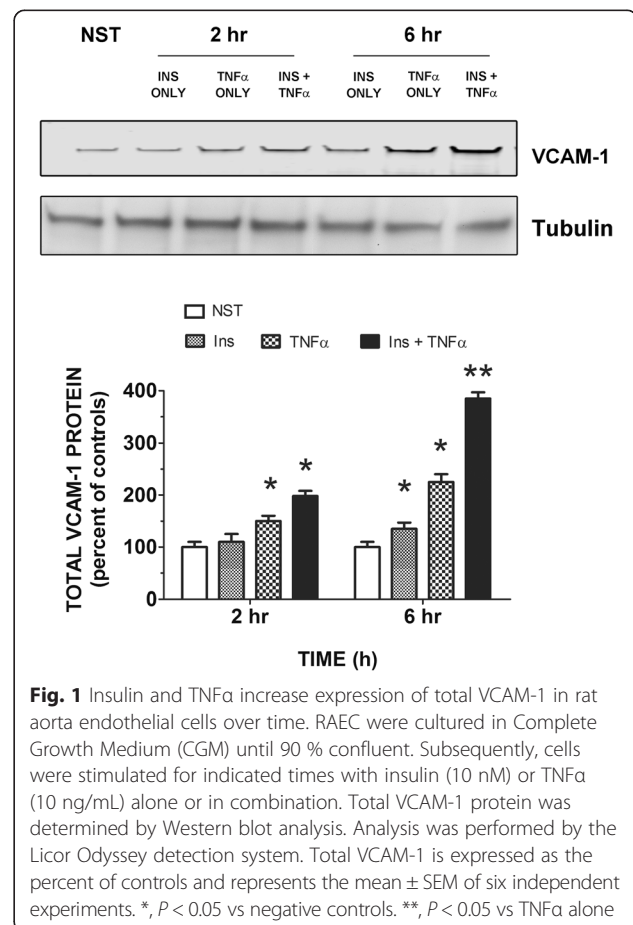 NST 2 hr 6 hr
INS ONLY TNFα ONLY INS + TNFα INS ONLY TNFα ONLY INS + TNFα
VCAM-1
Tubulin
NST
Ins TNFα Ins + TNFα
TOTAL VCAM-1 PROTEIN
(percent of controls)
400
300
200
100
0
* * * * **
2 hr 6 hr
TIME (h)
Fig. 1 Insulin and TNFα increase expression of total VCAM-1 in rat
aorta endothelial cells over time. RAEC were cultured in Complete
Growth Medium (CGM) until 90 % confluent. Subsequently, cells
were stimulated for indicated times with insulin (10 nM) or TNFα
(10 ng/mL) alone or in combination. Total VCAM-1 protein was
determined by Western blot analysis. Analysis was performed by the
Licor Odyssey detection system. Total VCAM-1 is expressed as the
percent of controls and represents the mean ± SEM of six independent
experiments. *, P < 0.05 vs negative controls. **, P < 0.05 vs TNFα alone